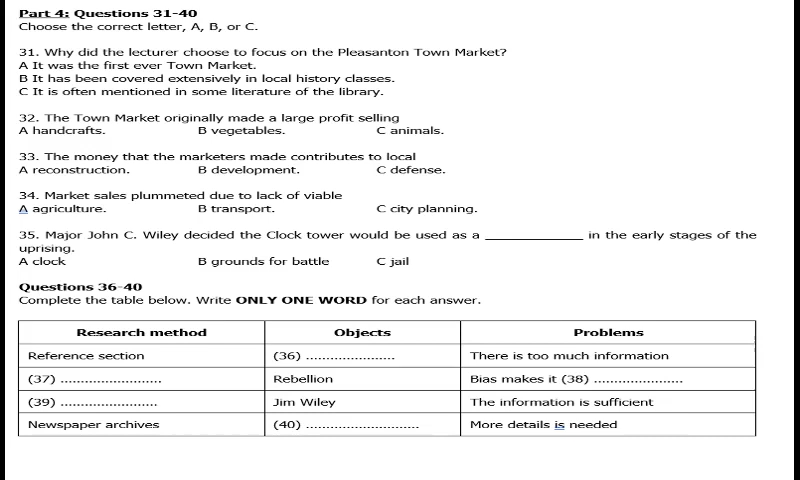 Part 4: Questions 31-40
Choose the correct letter, A, B, or C.
31. Why did the lecturer choose to focus on the Pleasanton Town Market?
A It was the first ever Town Market.
B It has been covered extensively in local history classes.
C It is often mentioned in some literature of the library.
32. The Town Market originally made a large profit selling
A handcrafts. B vegetables. C animals.
33. The money that the marketers made contributes to local
A reconstruction. B development. C defense.
34. Market sales plummeted due to lack of viable
A agriculture. B transport. C city planning.
35. Major John C. Wiley decided the Clock tower would be used as a ______________ in the early stages of the
uprising.
A clock B grounds for battle C jail
Questions 36-40
Complete the table below. Write ONLY ONE WORD for each answer.
Research method Objects Problems
Reference section (36) ...................... There is too much information
(37) ......................... Rebellion Bias makes it (38) ......................
(39) ........................ Jim Wiley The information is sufficient
Newspaper archives (40) ............................ More details is needed